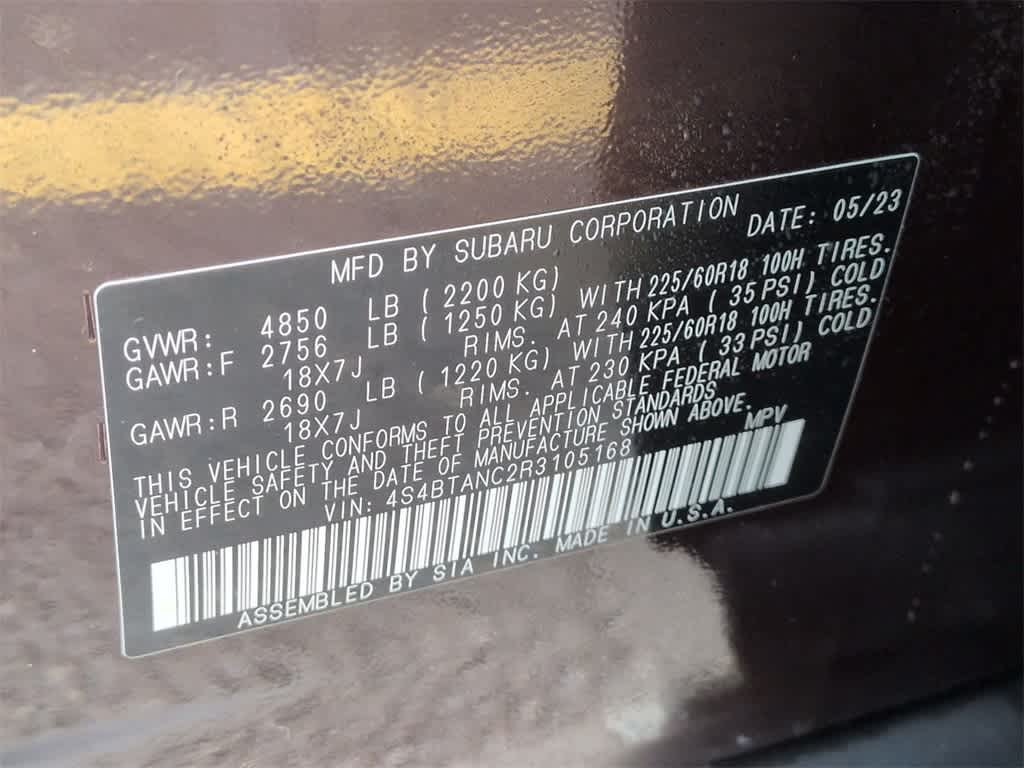 MFD BY SUBARU CORPORATION DATE: 05/23
GVWR: 4850 LB ( 2200 KG)
GAWR:F 2756 LB ( 1250 KG) WITH 225/60R18 100H TIRES.
18X7J RIMS. AT 240 KPA ( 35 PSI) COLD
GAWR:R 2690 LB ( 1220 KG) WITH 225/60R18 100H TIRES.
18X7J RIMS. AT 230 KPA ( 33 PSI) COLD
THIS VEHICLE CONFORMS TO ALL APPLICABLE FEDERAL MOTOR
VEHICLE SAFETY AND THEFT PREVENTION STANDARDS
IN EFFECT ON THE DATE OF MANUFACTURE SHOWN ABOVE.
VIN: 4S4BTANC2R3105168 MPV
ASSEMBLED BY SIA INC. MADE IN U.S.A.